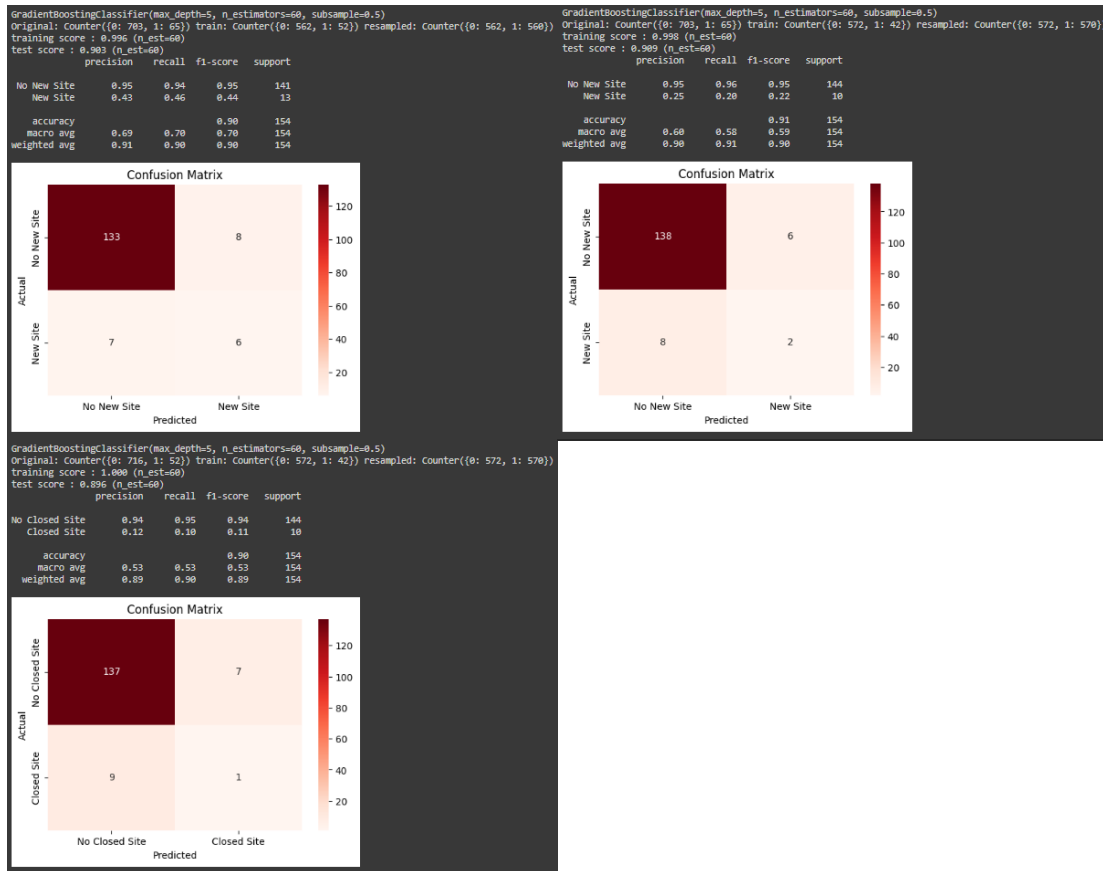 GradientBoostingClassifier(max_depth=5, n_estimators=60, subsample=0.5)
Original: Counter({0: 703, 1: 65}) train: Counter({0: 562, 1: 52}) resampled: Counter({0: 562, 1: 560})
training score : 0.996 (n_est=60)
test score : 0.903 (n_est=60)
precision recall f1-score support
No New Site 0.95 0.94 0.95 141
New Site 0.43 0.46 0.44 13
accuracy 0.90 154
macro avg 0.69 0.70 0.70 154
weighted avg 0.91 0.90 0.90 154
Confusion Matrix
No New Site
New Site
Actual
133
8
7
6
No New Site
New Site
Predicted
120
100
80
60
40
20
GradientBoostingClassifier(max_depth=5, n_estimators=60, subsample=0.5)
Original: Counter({0: 703, 1: 65}) train: Counter({0: 572, 1: 42}) resampled: Counter({0: 572, 1: 570})
training score : 0.998 (n_est=60)
test score : 0.909 (n_est=60)
precision recall f1-score support
No New Site 0.95 0.96 0.95 144
New Site 0.25 0.20 0.22 10
accuracy 0.91 154
macro avg 0.60 0.58 0.59 154
weighted avg 0.90 0.91 0.90 154
Confusion Matrix
No New Site
New Site
Actual
138
6
8
2
No New Site
New Site
Predicted
120
100
80
60
40
20
GradientBoostingClassifier(max_depth=5, n_estimators=60, subsample=0.5)
Original: Counter({0: 716, 1: 52}) train: Counter({0: 572, 1: 42}) resampled: Counter({0: 572, 1: 570})
training score : 1.000 (n_est=60)
test score : 0.896 (n_est=60)
precision recall f1-score support
No Closed Site 0.94 0.95 0.94 144
Closed Site 0.12 0.10 0.11 10
accuracy 0.90 154
macro avg 0.53 0.53 0.53 154
weighted avg 0.89 0.90 0.89 154
Confusion Matrix
No Closed Site
Closed Site
Actual
137
7
9
1
No Closed Site
Closed Site
Predicted
120
100
80
60
40
20